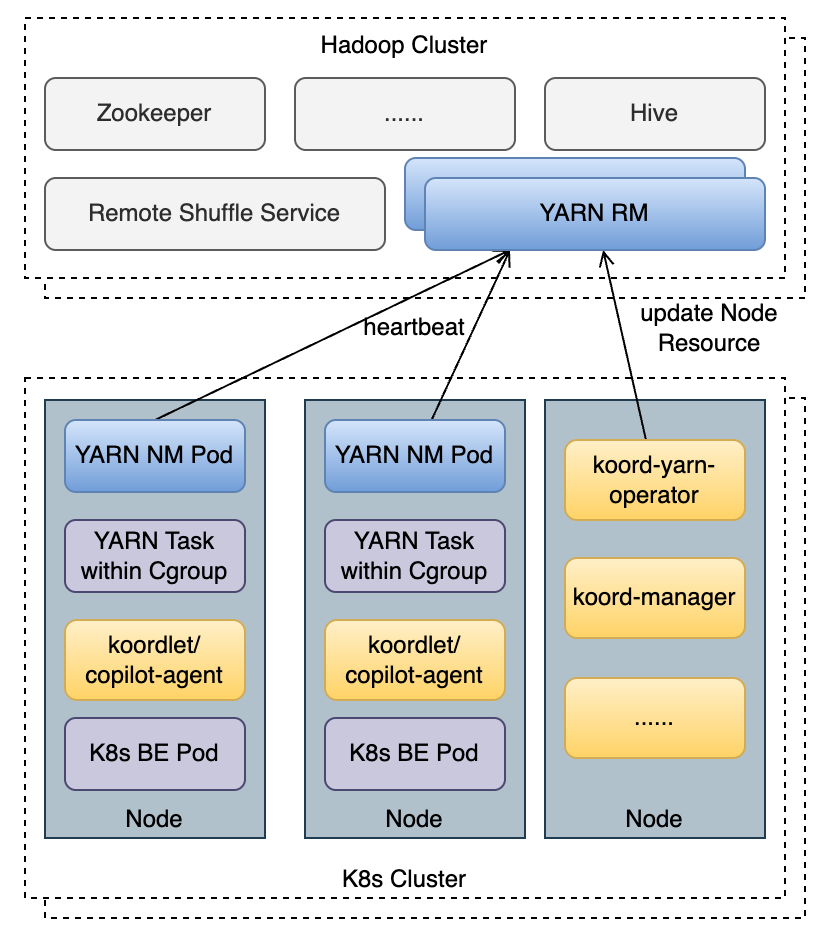 Hadoop Cluster
Zookeeper
......
Hive
Remote Shuffle Service
YARN RM
heartbeat
update Node
Resource
YARN NM Pod
YARN Task
within Cgroup
koordlet/
copilot-agent
K8s BE Pod
Node
YARN NM Pod
YARN Task
within Cgroup
koordlet/
copilot-agent
K8s BE Pod
Node
koord-yarn-
operator
koord-manager
......
Node
K8s Cluster